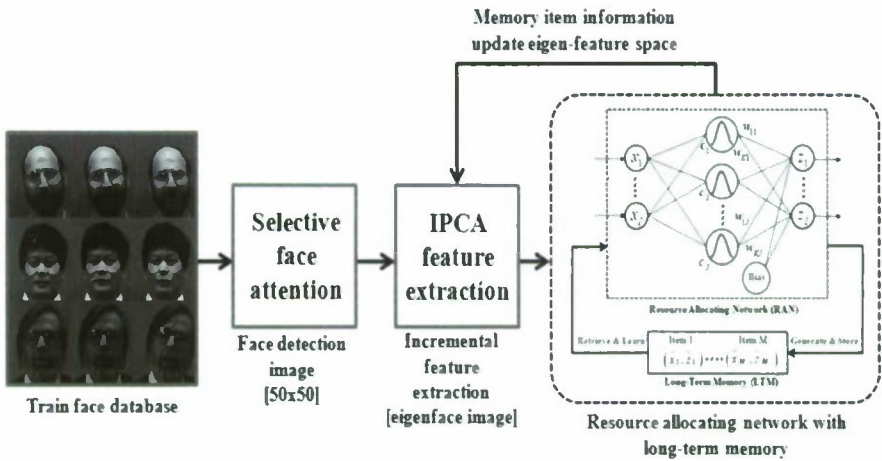 Memory item information
update eigen-feature space
Selective
face
attention
IPCA
feature
extraction
Bias
Resource Allocating Network (RAN)
Retrieve & Learn
Item 1
Item M
Generate & Store
Long-Term Memory (LTM)
Train face database
Face detection
image
[50x50]
Incremental
feature
extraction
[eigenface image]
Resource allocating network with
long-term memory